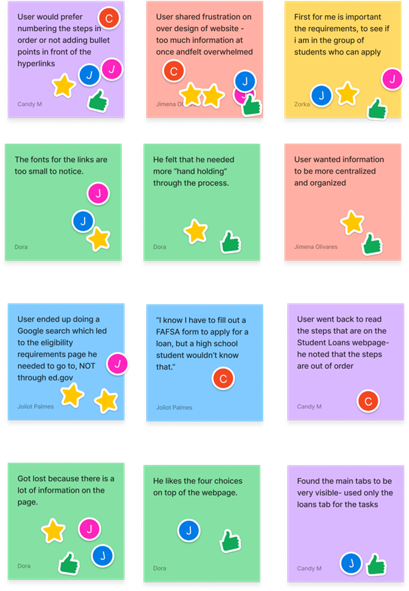 User would prefer
numbering the steps in
order or not adding bullet
points in front of the
hyperlinks
C
J
J
Candy M
User shared frustration on
over design of website -
too much information at
once andfelt overwhelmed
C
J
J
Jimena
First for me is important
the requirements, to see if
i am in the group of
students who can apply
J
J
Zorka
The fonts for the links are
too small to notice.
J
J
Dora
He felt that he needed
more "hand holding"
through the process.
Dora
User wanted information
to be more centralized
and organized
Jimena Olivares
User ended up doing a
Google search which led
to the eligibility
requirements page he
needed to go to, NOT
through ed.gov
J
Joliot Palmes
"I know I have to fill out a
FAFSA form to apply for a
loan, but a high school
student wouldn't know
that."
C
Joliot Palmes
User went back to read
the steps that are on the
Student Loans webpage-
he noted that the steps
are out of order
C
Candy M
Got lost because there is a
lot of information on the
page.
J
J
Dora
He likes the four choices
on top of the webpage.
J
Dora
Found the main tabs to be
very visible- used only the
loans tab for the tasks
J
Candy M